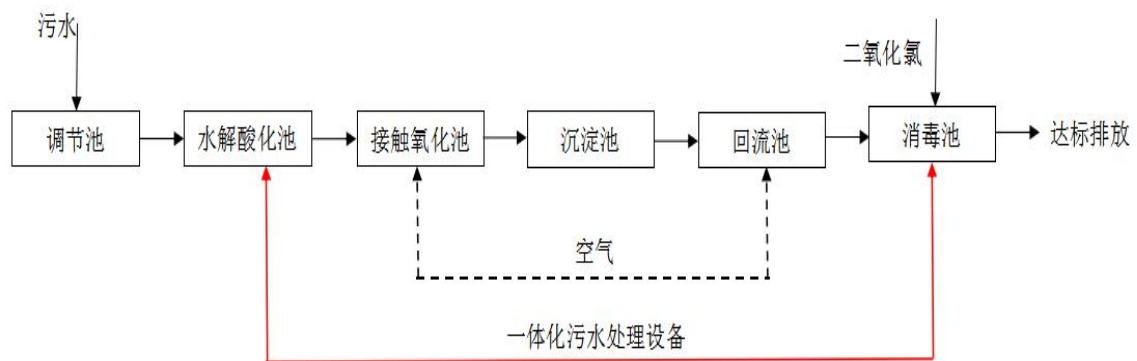 污水
二氧化氯
调节池
水解酸化池
接触氧化池
沉淀池
回流池
消毒池
达标排放
空气
一体化污水处理设备